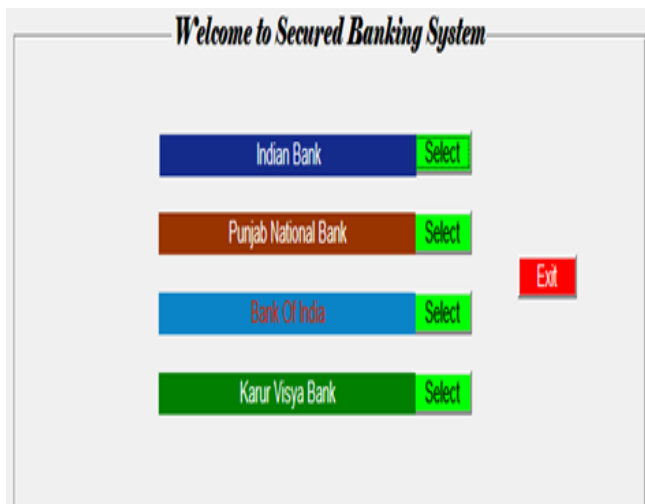 Welcome to Secured Banking System
Indian Bank Select
Punjab National Bank Select
Exit
Bank Of India Select
Karur Visya Bank Select